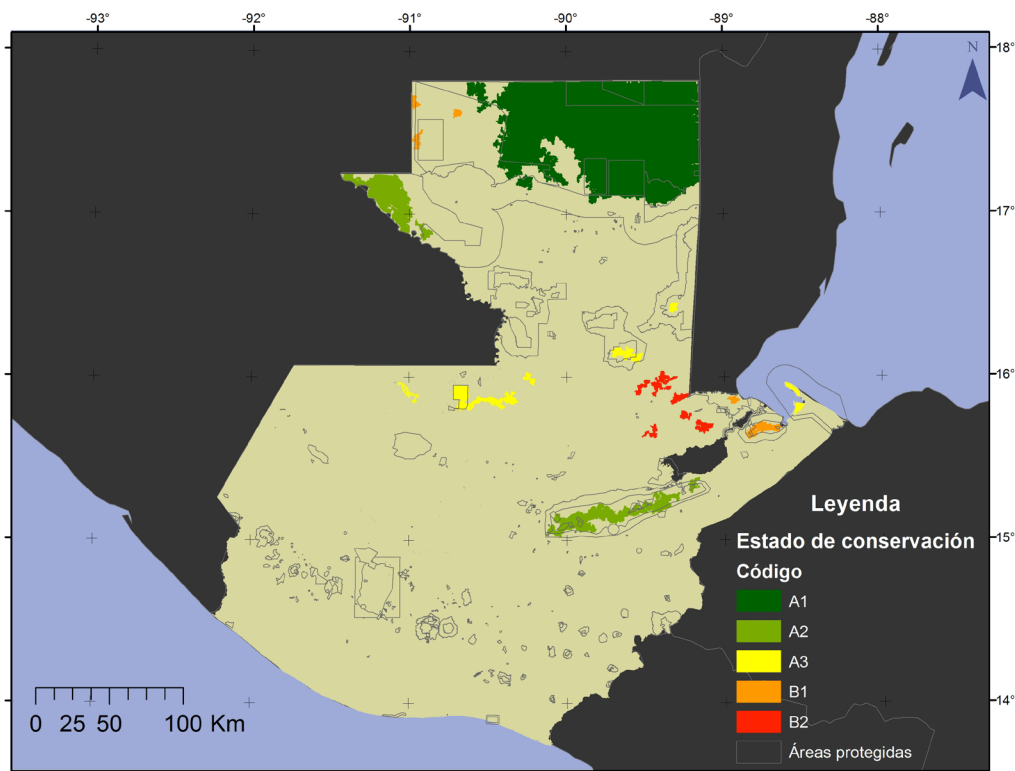 -93 -92 -91 -90 -89 -88
18°
N
17°
16°
15°
14°
Leyenda
Estado de conservación
Código
A1
A2
A3
B1
B2
Áreas protegidas
0 25 50 100 Km